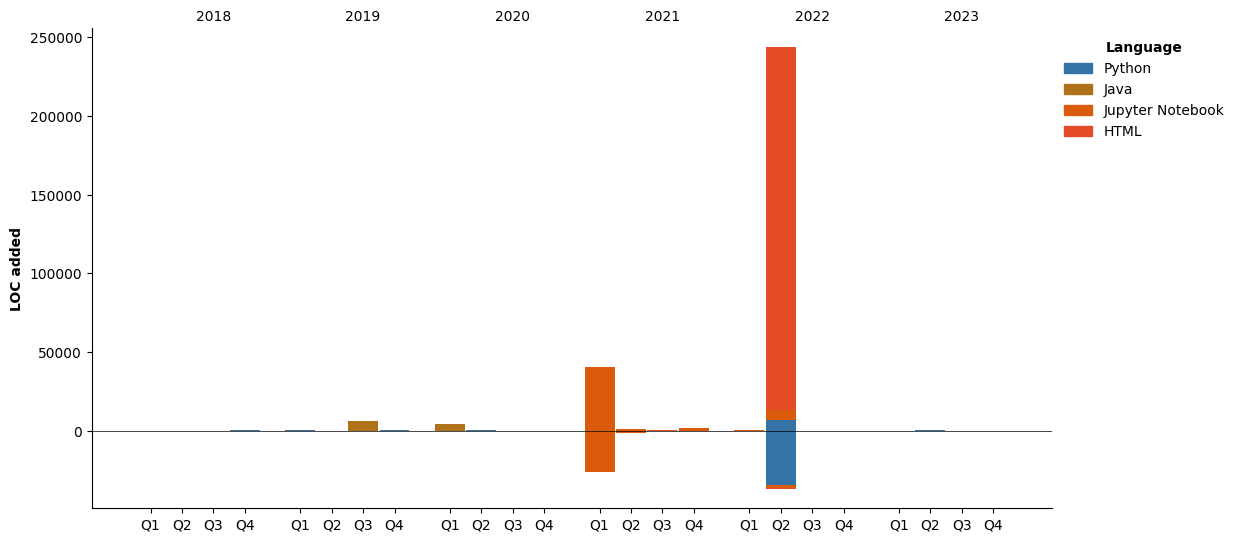 2018 2019 2020 2021 2022 2023
250000
200000
150000
100000
50000
0
LOC added
Q1 Q2 Q3 Q4 Q1 Q2 Q3 Q4 Q1 Q2 Q3 Q4 Q1 Q2 Q3 Q4 Q1 Q2 Q3 Q4 Q1 Q2 Q3 Q4
Language
Python
Java
Jupyter Notebook
HTML